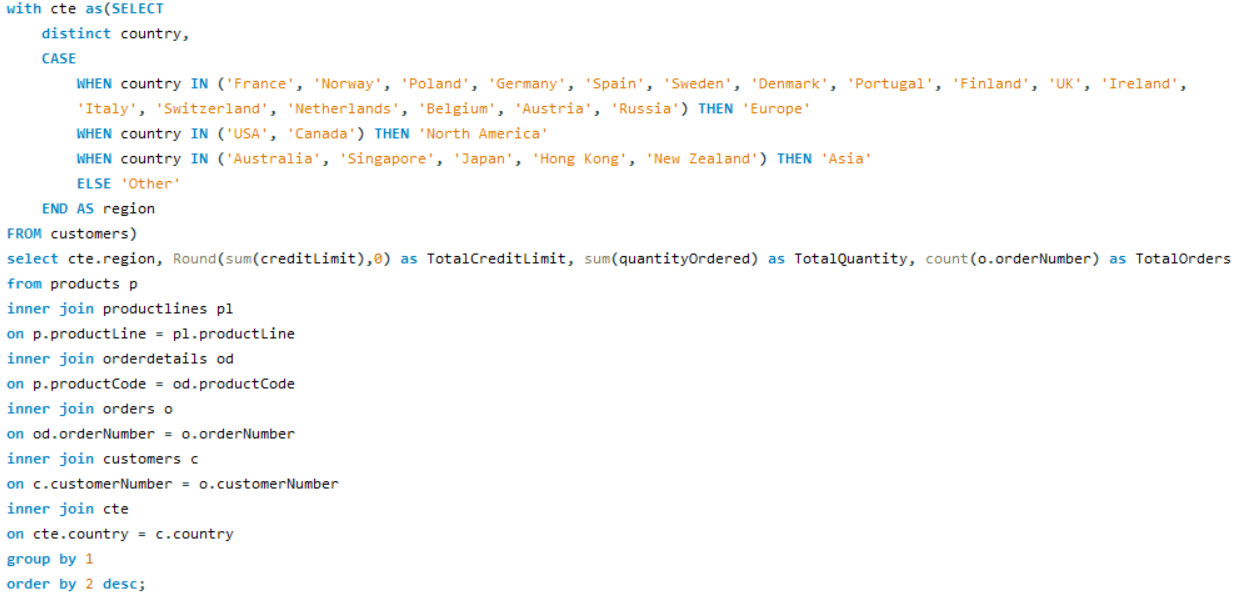 with cte as(SELECT
distinct country,
CASE
WHEN country IN ('France', 'Norway', 'Poland', 'Germany', 'Spain', 'Sweden', 'Denmark', 'Portugal', 'Finland', 'UK', 'Ireland',
'Italy', 'Switzerland', 'Netherlands', 'Belgium', 'Austria', 'Russia') THEN 'Europe'
WHEN country IN ('USA', 'Canada') THEN 'North America'
WHEN country IN ('Australia', 'Singapore', 'Japan', 'Hong Kong', 'New Zealand') THEN 'Asia'
ELSE 'Other'
END AS region
FROM customers)
select cte.region, Round(sum(creditLimit),0) as TotalCreditLimit, sum(quantityOrdered) as TotalQuantity, count(o.orderNumber) as TotalOrders
from products p
inner join productlines pl
on p.productLine = pl.productLine
inner join orderdetails od
on p.productCode = od.productCode
inner join orders o
on od.orderNumber = o.orderNumber
inner join customers c
on c.customerNumber = o.customerNumber
inner join cte
on cte.country = c.country
group by 1
order by 2 desc;